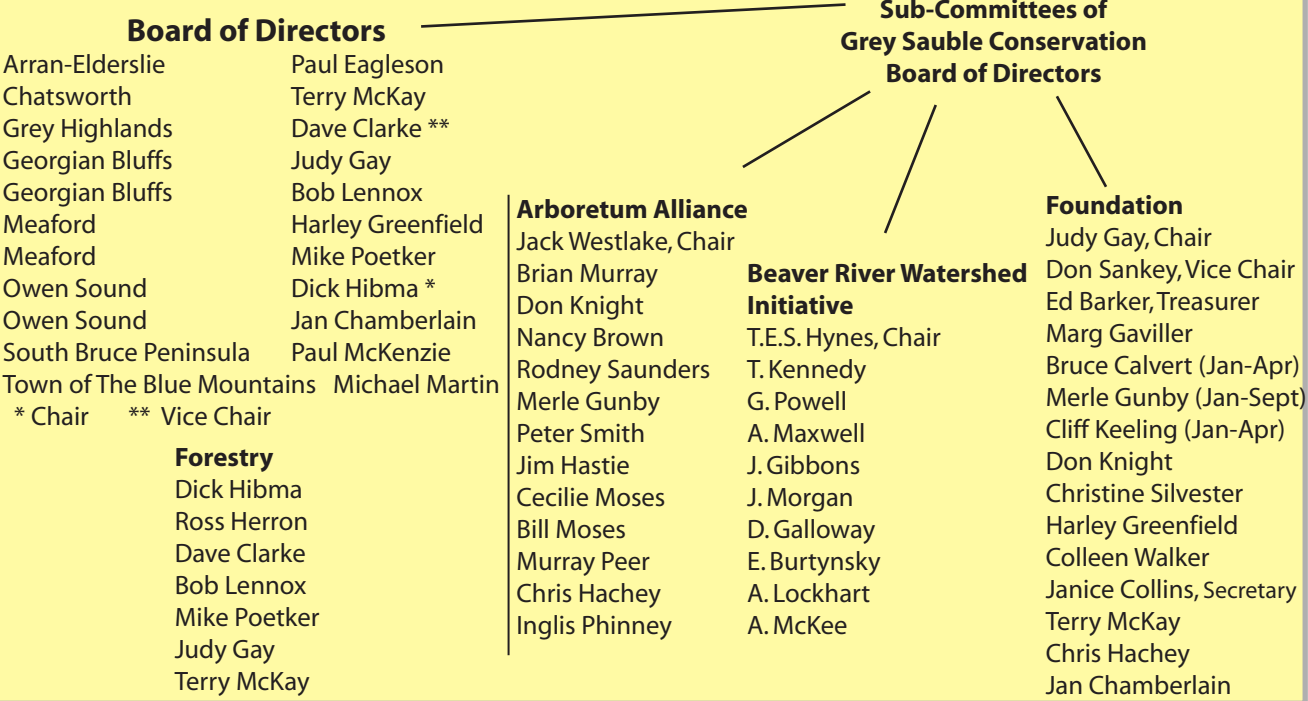 Sub-Committees of
Grey Sauble Conservation
Board of Directors
Board of Directors
Arran-Elderslie Paul Eagleson
Chatsworth Terry McKay
Grey Highlands Dave Clarke **
Georgian Bluffs Judy Gay
Georgian Bluffs Bob Lennox
Meaford Harley Greenfield
Meaford Mike Poetker
Owen Sound Dick Hibma *
Owen Sound Jan Chamberlain
South Bruce Peninsula Paul McKenzie
Town of The Blue Mountains Michael Martin
* Chair ** Vice Chair
Forestry
Dick Hibma
Ross Herron
Dave Clarke
Bob Lennox
Mike Poetker
Judy Gay
Terry McKay
Arboretum Alliance
Jack Westlake, Chair
Brian Murray
Don Knight
Nancy Brown
Rodney Saunders
Merle Gunby
Peter Smith
Jim Hastie
Cecilie Moses
Bill Moses
Murray Peer
Chris Hachey
Inglis Phinney
Beaver River Watershed
Initiative
T.E.S. Hynes, Chair
T. Kennedy
G. Powell
A. Maxwell
J. Gibbons
J. Morgan
D. Galloway
E. Burtynsky
A. Lockhart
A. McKee
Foundation
Judy Gay, Chair
Don Sankey, Vice Chair
Ed Barker, Treasurer
Marg Gaviller
Bruce Calvert (Jan-Apr)
Merle Gunby (Jan-Sept)
Cliff Keeling (Jan-Apr)
Don Knight
Christine Silvester
Harley Greenfield
Colleen Walker
Janice Collins, Secretary
Terry McKay
Chris Hachey
Jan Chamberlain